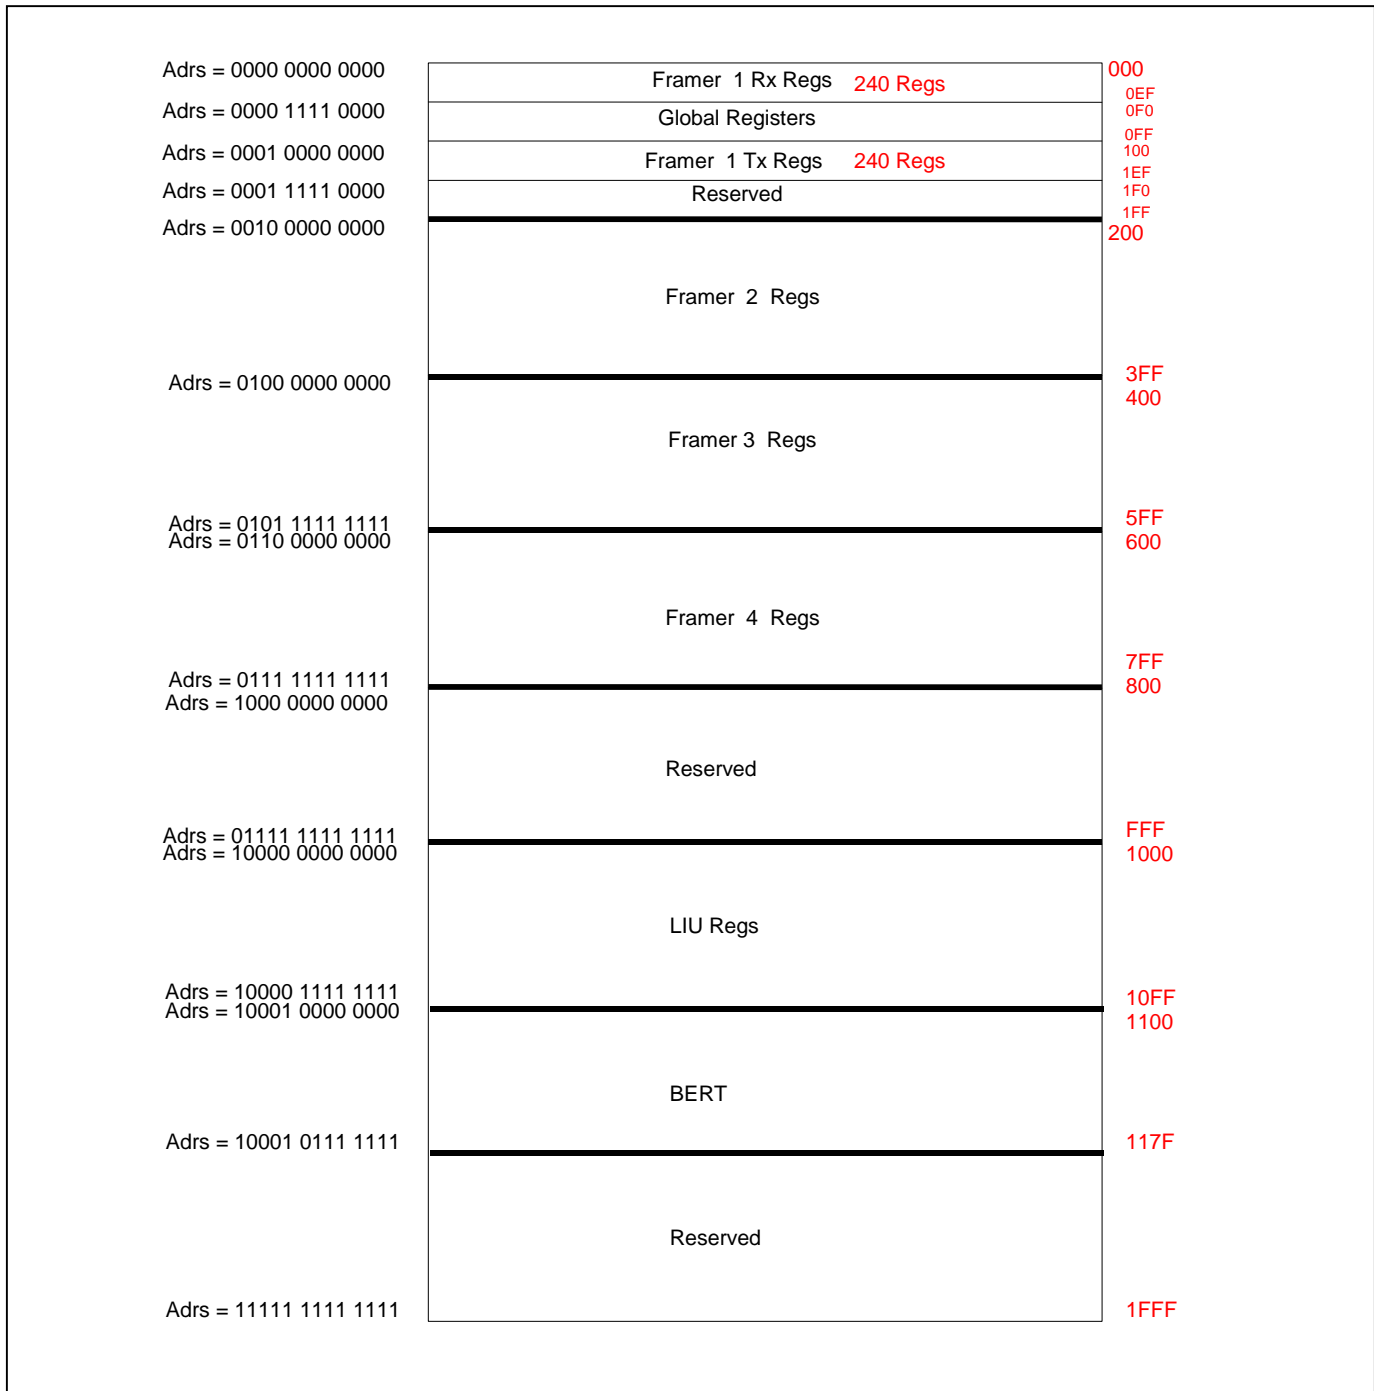 Adrs = 0000 0000 0000
Framer 1 Rx Regs 240 Regs
000
0EF
Adrs = 0000 1111 0000
Global Registers
0F0
0FF
Adrs = 0001 0000 0000
Framer 1 Tx Regs 240 Regs
100
1EF
Adrs = 0001 1111 0000
Reserved
1F0
1FF
Adrs = 0010 0000 0000
200
Framer 2 Regs
3FF
Adrs = 0100 0000 0000
400
Framer 3 Regs
Adrs = 0101 1111 1111
5FF
Adrs = 0110 0000 0000
600
Framer 4 Regs
7FF
Adrs = 0111 1111 1111
800
Adrs = 1000 0000 0000
Reserved
Adrs = 01111 1111 1111
FFF
Adrs = 10000 0000 0000
1000
LIU Regs
Adrs = 10000 1111 1111
10FF
Adrs = 10001 0000 0000
1100
BERT
Adrs = 10001 0111 1111
117F
Reserved
Adrs = 11111 1111 1111
1FFF